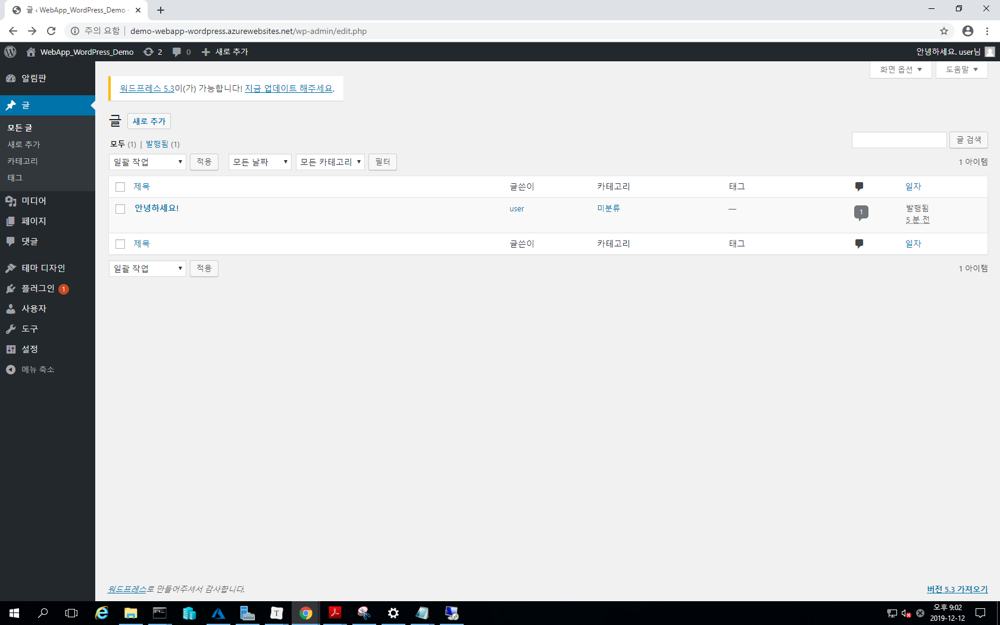 글 ‹ WebApp_WordPress_Demo
주의 요함 demo-webapp-wordpress.azurewebsites.net/wp-admin/edit.php
WebApp_WordPress_Demo 2 0 새로 추가 안녕하세요. user님
화면 옵션 도움말
알림판
글
모든 글
새로 추가
카테고리
태그
미디어
페이지
댓글
테마 디자인
플러그인 1
사용자
도구
설정
메뉴 축소
워드프레스 5.3이(가) 가능합니다! 지금 업데이트 해주세요.
글 새로 추가
모두 (1) | 발행됨 (1)
글 검색
일괄 작업 적용 모든 날짜 모든 카테고리 필터 1 아이템
제목 글쓴이 카테고리 태그 일자
안녕하세요! user 미분류 — 1 발행됨
5 분 전
제목 글쓴이 카테고리 태그 일자
일괄 작업 적용 1 아이템
워드프레스로 만들어주셔서 감사합니다. 버전 5.3 가져오기
T
오후 9:02
2019-12-12